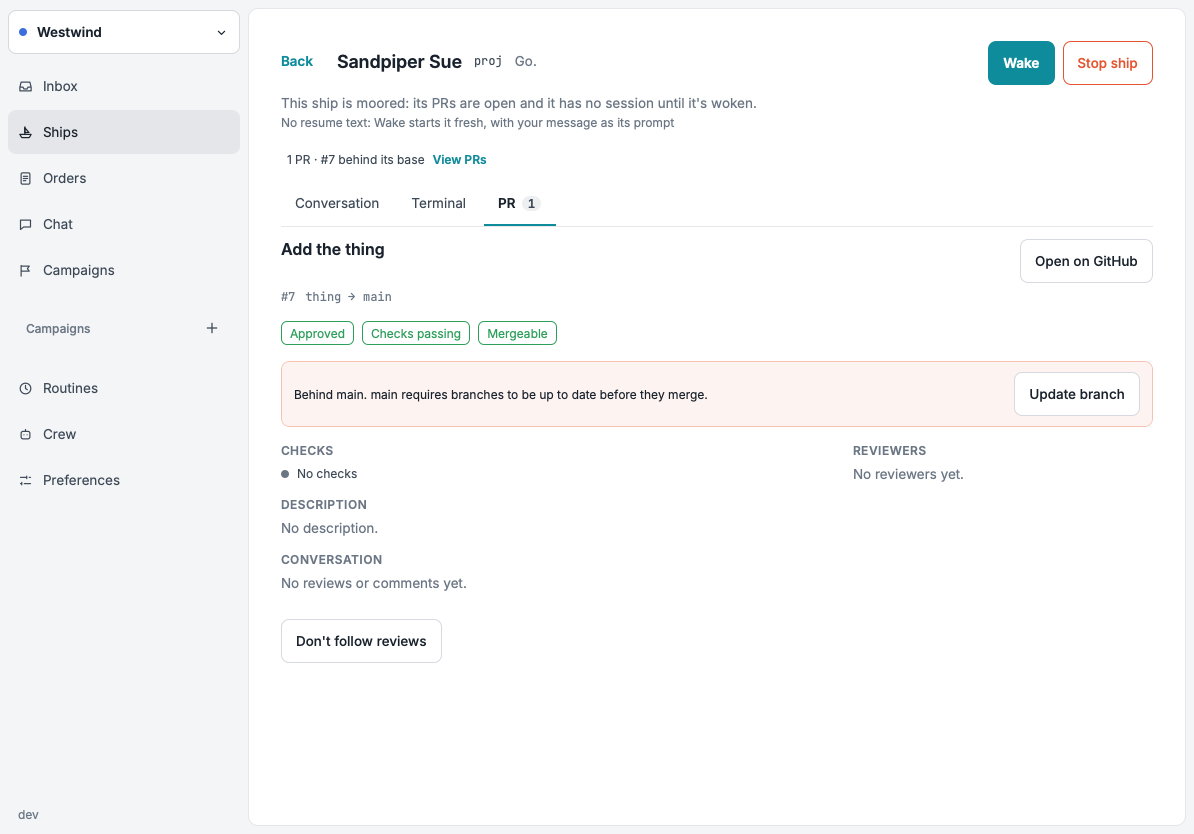 Westwind
Inbox
Ships
Orders
Chat
Campaigns
Campaigns
Routines
Crew
Preferences
dev
Back Sandpiper Sue proj Go.
Wake Stop ship
This ship is moored: its PRs are open and it has no session until it's woken.
No resume text: Wake starts it fresh, with your message as its prompt
1 PR · #7 behind its base View PRs
Conversation Terminal PR 1
Add the thing
Open on GitHub
#7 thing → main
Approved Checks passing Mergeable
Behind main. main requires branches to be up to date before they merge.
Update branch
CHECKS
No checks
DESCRIPTION
No description.
CONVERSATION
No reviews or comments yet.
Don't follow reviews
REVIEWERS
No reviewers yet.